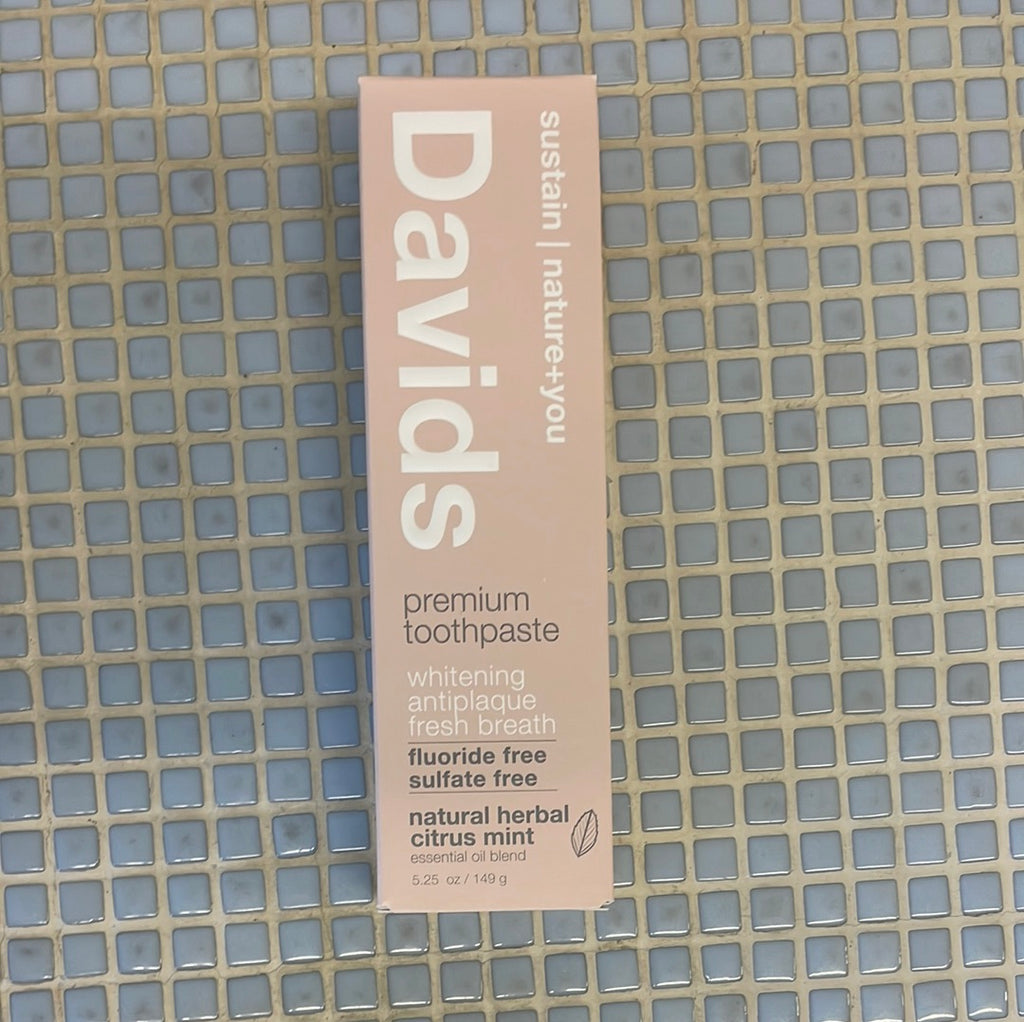 Davids
sustain | nature+you
premium
toothpaste
whitening
antiplaque
fresh breath
fluoride free
sulfate free
natural herbal
citrus mint
essential oil blend
5.25 oz / 149 g